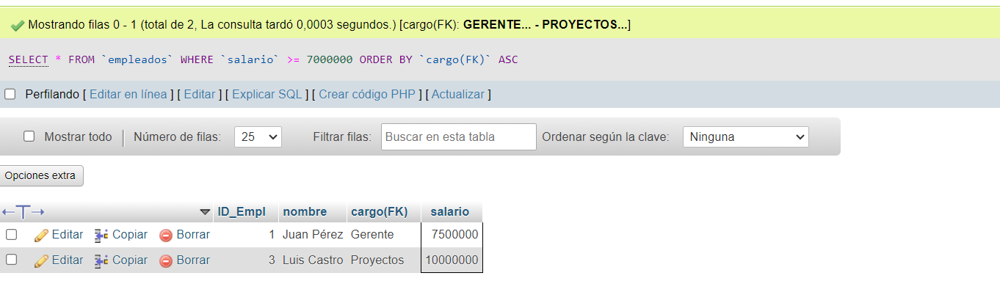 Mostrando filas 0 - 1 (total de 2, La consulta tardó 0,0003 segundos.) [cargo(FK): GERENTE... - PROYECTOS...]
SELECT * FROM `empleados` WHERE `salario` >= 7000000 ORDER BY `cargo(FK)` ASC
Perfilando [ Editar en línea ] [ Editar ] [ Explicar SQL ] [ Crear código PHP ] [ Actualizar ]
Mostrar todo | Número de filas: 25 Filtrar filas: Buscar en esta tabla Ordenar según la clave: Ninguna
Opciones extra
←T→ ID_Empl nombre cargo(FK) salario
Editar Copiar Borrar 1 Juan Pérez Gerente 7500000
Editar Copiar Borrar 3 Luis Castro Proyectos 10000000